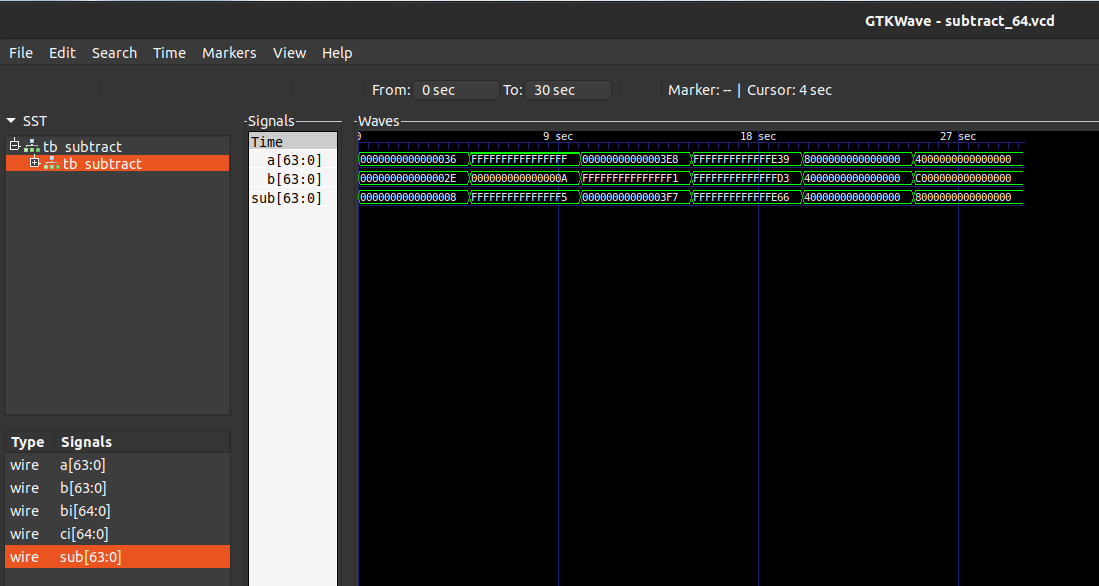 GTKWave - subtract_64.vcd
File Edit Search Time Markers View Help
From: 0 sec To: 30 sec Marker: -- | Cursor: 4 sec
SST
tb_subtract
tb_subtract
Type Signals
wire a[63:0]
wire b[63:0]
wire bi[64:0]
wire ci[64:0]
wire sub[63:0]
Signals
Time
a[63:0]
b[63:0]
sub[63:0]
Waves
0 9 sec 18 sec 27 sec
0000000000000036 FFFFFFFFFFFFFFFF 00000000000003E8 FFFFFFFFFFFFFE39 8000000000000000 4000000000000000
000000000000002E 000000000000000A FFFFFFFFFFFFFFF1 FFFFFFFFFFFFFFD3 4000000000000000 C000000000000000
0000000000000008 FFFFFFFFFFFFFFF5 00000000000003F7 FFFFFFFFFFFFFE66 4000000000000000 8000000000000000